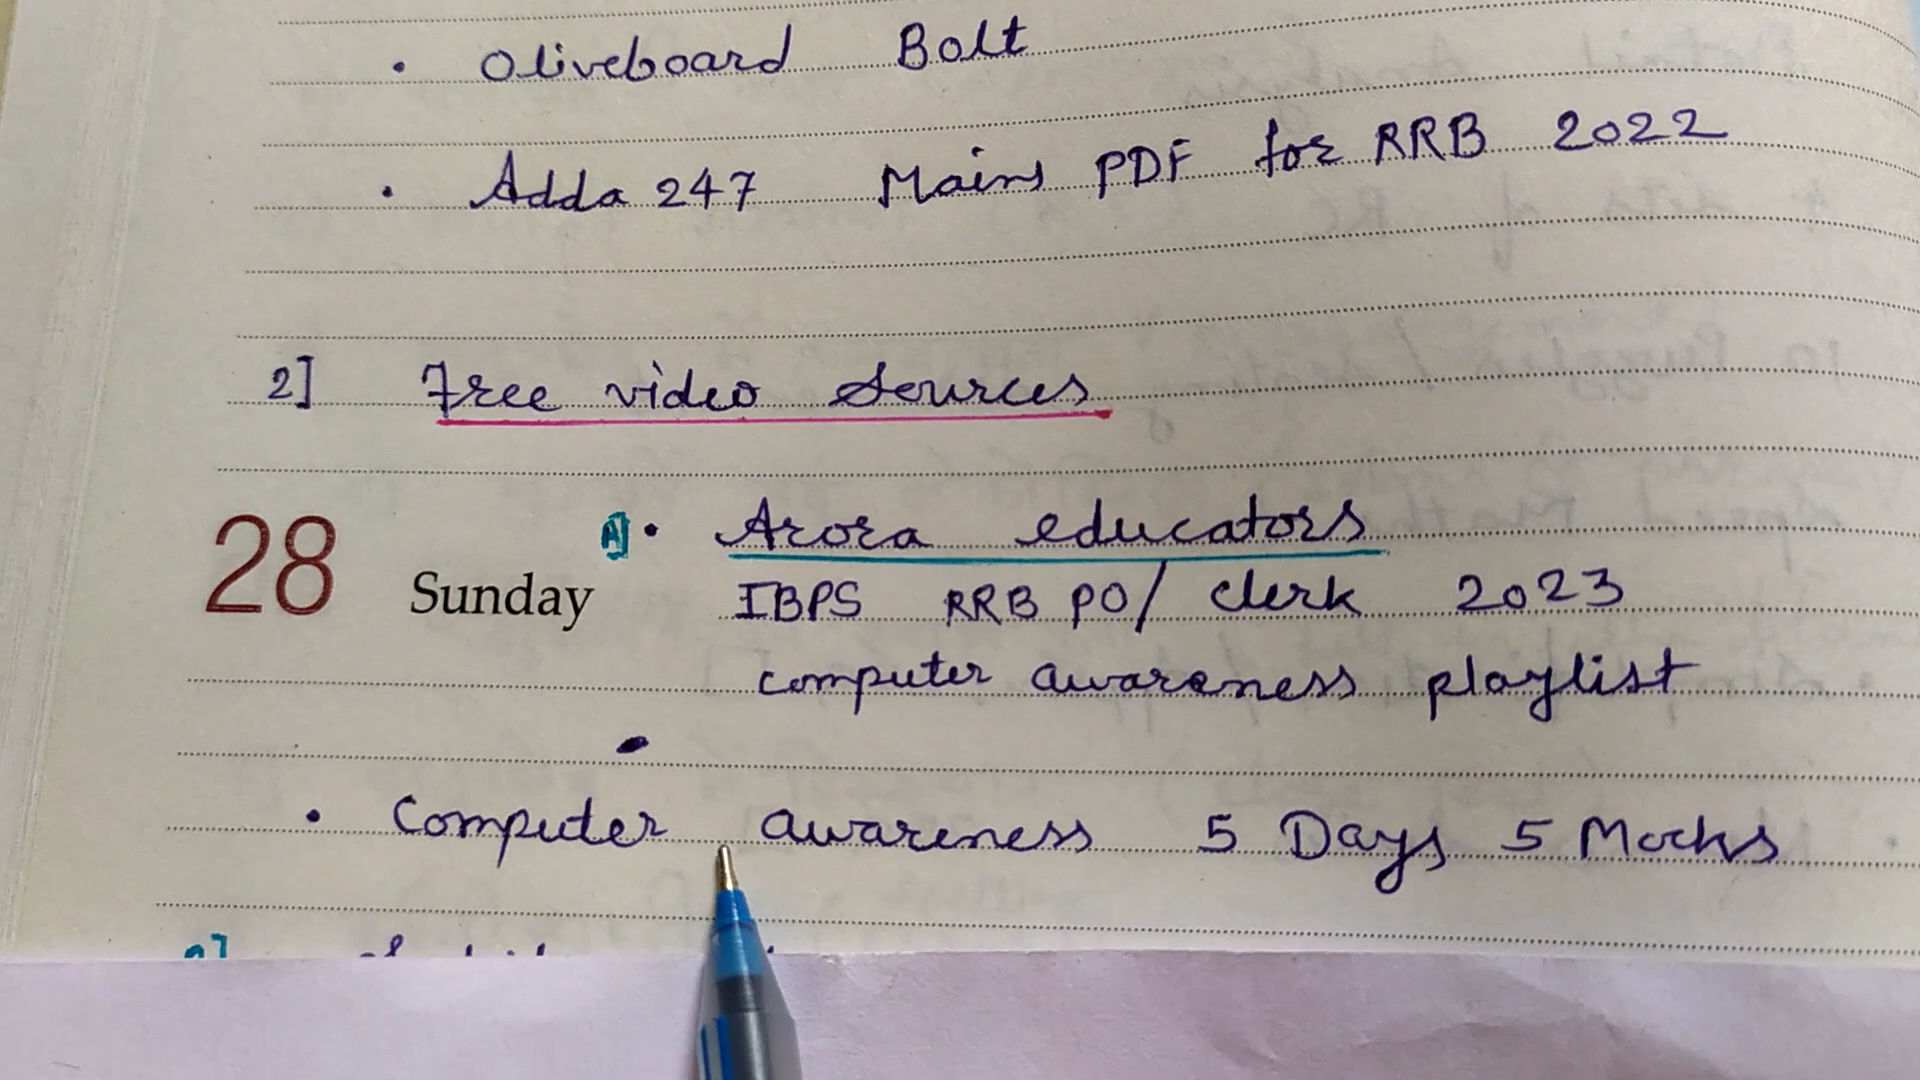 • Oliveboard Bolt
• Adda 247 Mains PDF for RRB 2022
2] Free video sources
A] • Arora educators
28 Sunday IBPS RRB PO/ Clerk 2023
computer awareness playlist
• Computer awareness 5 Days 5 Mocks